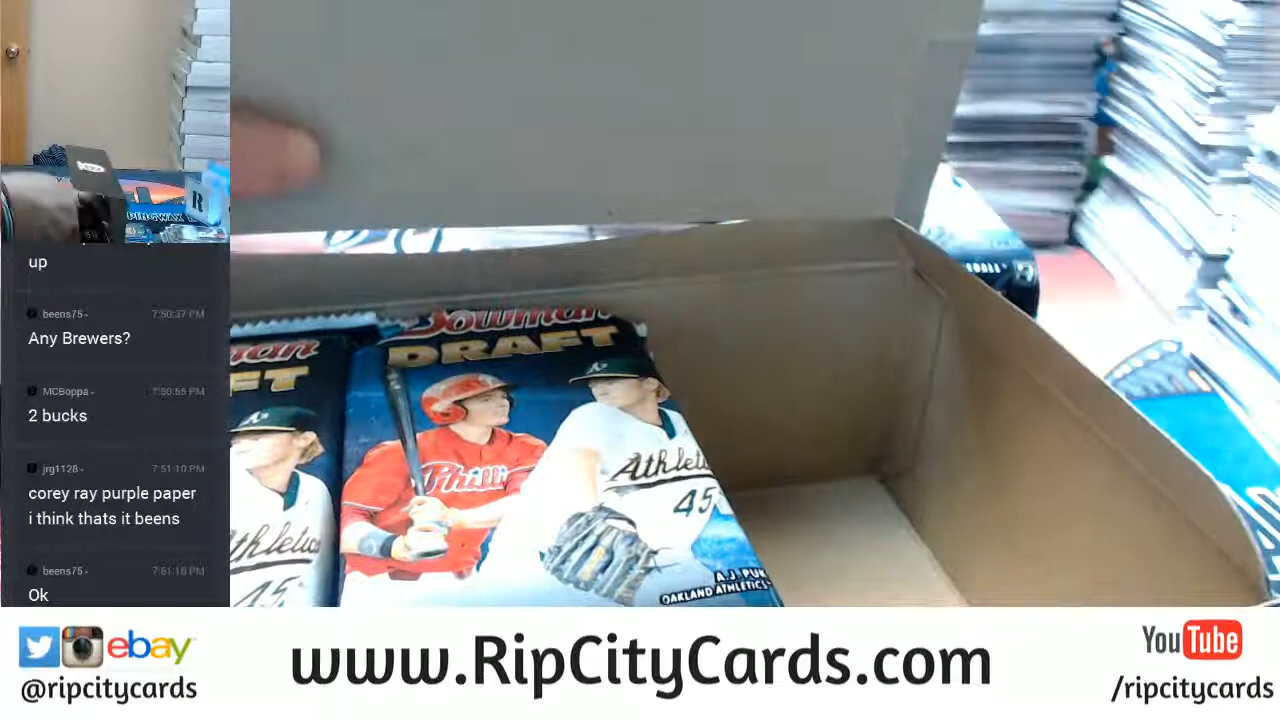 up
beens75-
7:50:37 PM
Any Brewers?
MCBoppa-
7:50:55 PM
2 bucks
jrg1128-
7:51:10 PM
corey ray purple paper
i think thats it beens
beens75-
7:51:18 PM
Ok
Bowman
DRAFT
A's
Phillies
Athletics
45
A.J. PUK
OAKLAND ATHLETICS
ebay
@ripcitycards
www.RipCityCards.com
YouTube
/ripcitycards